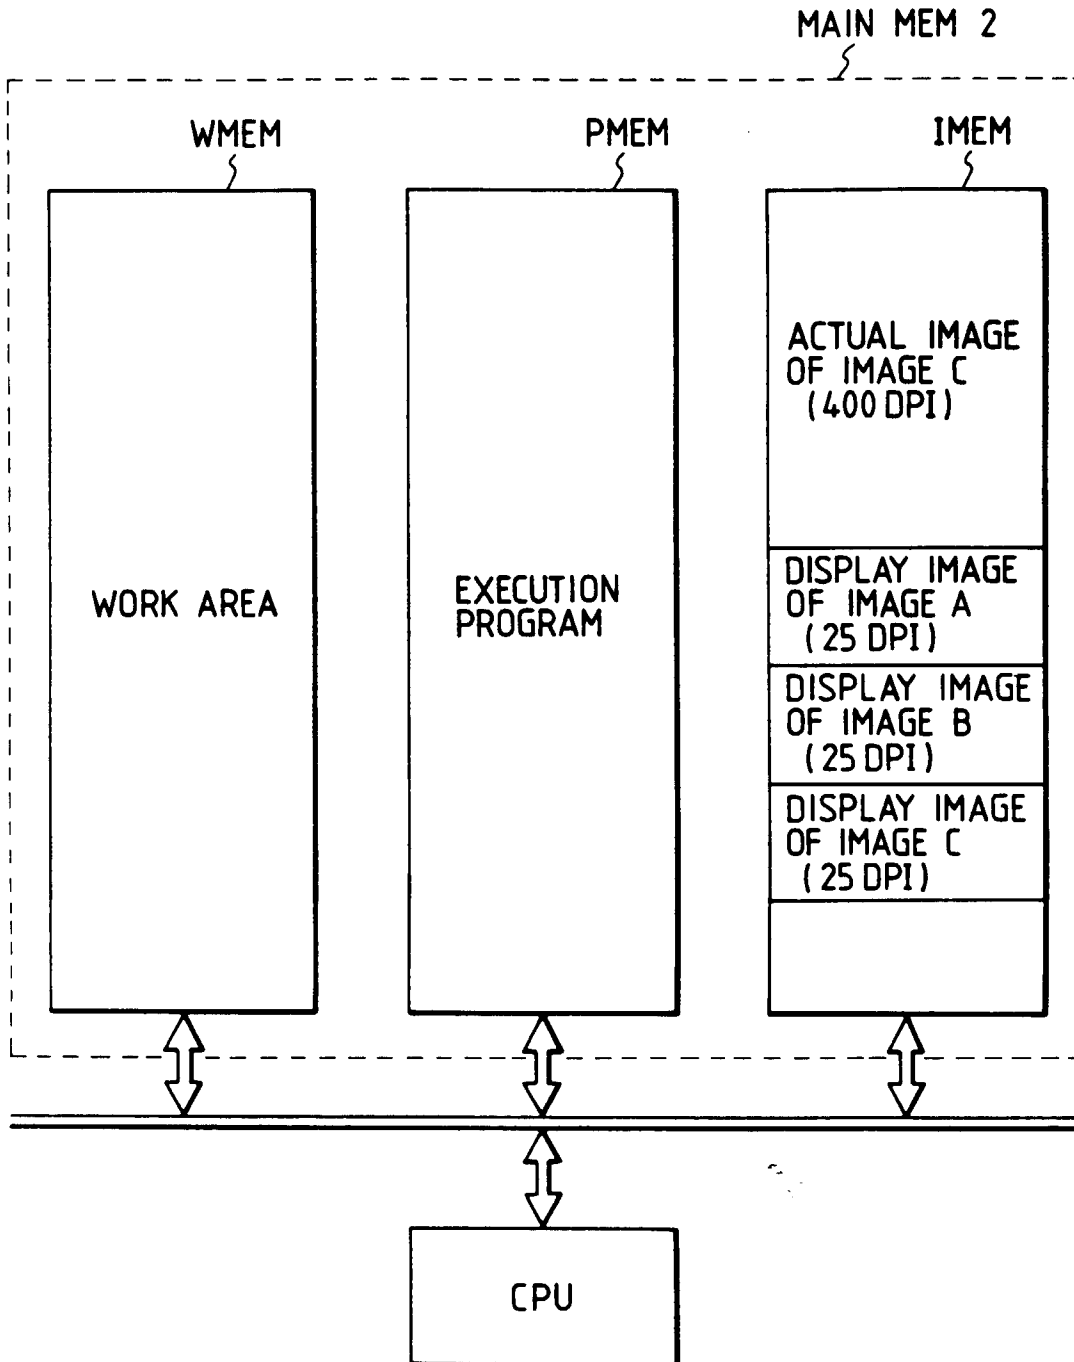 MAIN MEM 2
WMEM
PMEM
IMEM
WORK AREA
EXECUTION
PROGRAM
ACTUAL IMAGE
OF IMAGE C
(400 DPI)
DISPLAY IMAGE
OF IMAGE A
(25 DPI)
DISPLAY IMAGE
OF IMAGE B
(25 DPI)
DISPLAY IMAGE
OF IMAGE C
(25 DPI)
CPU